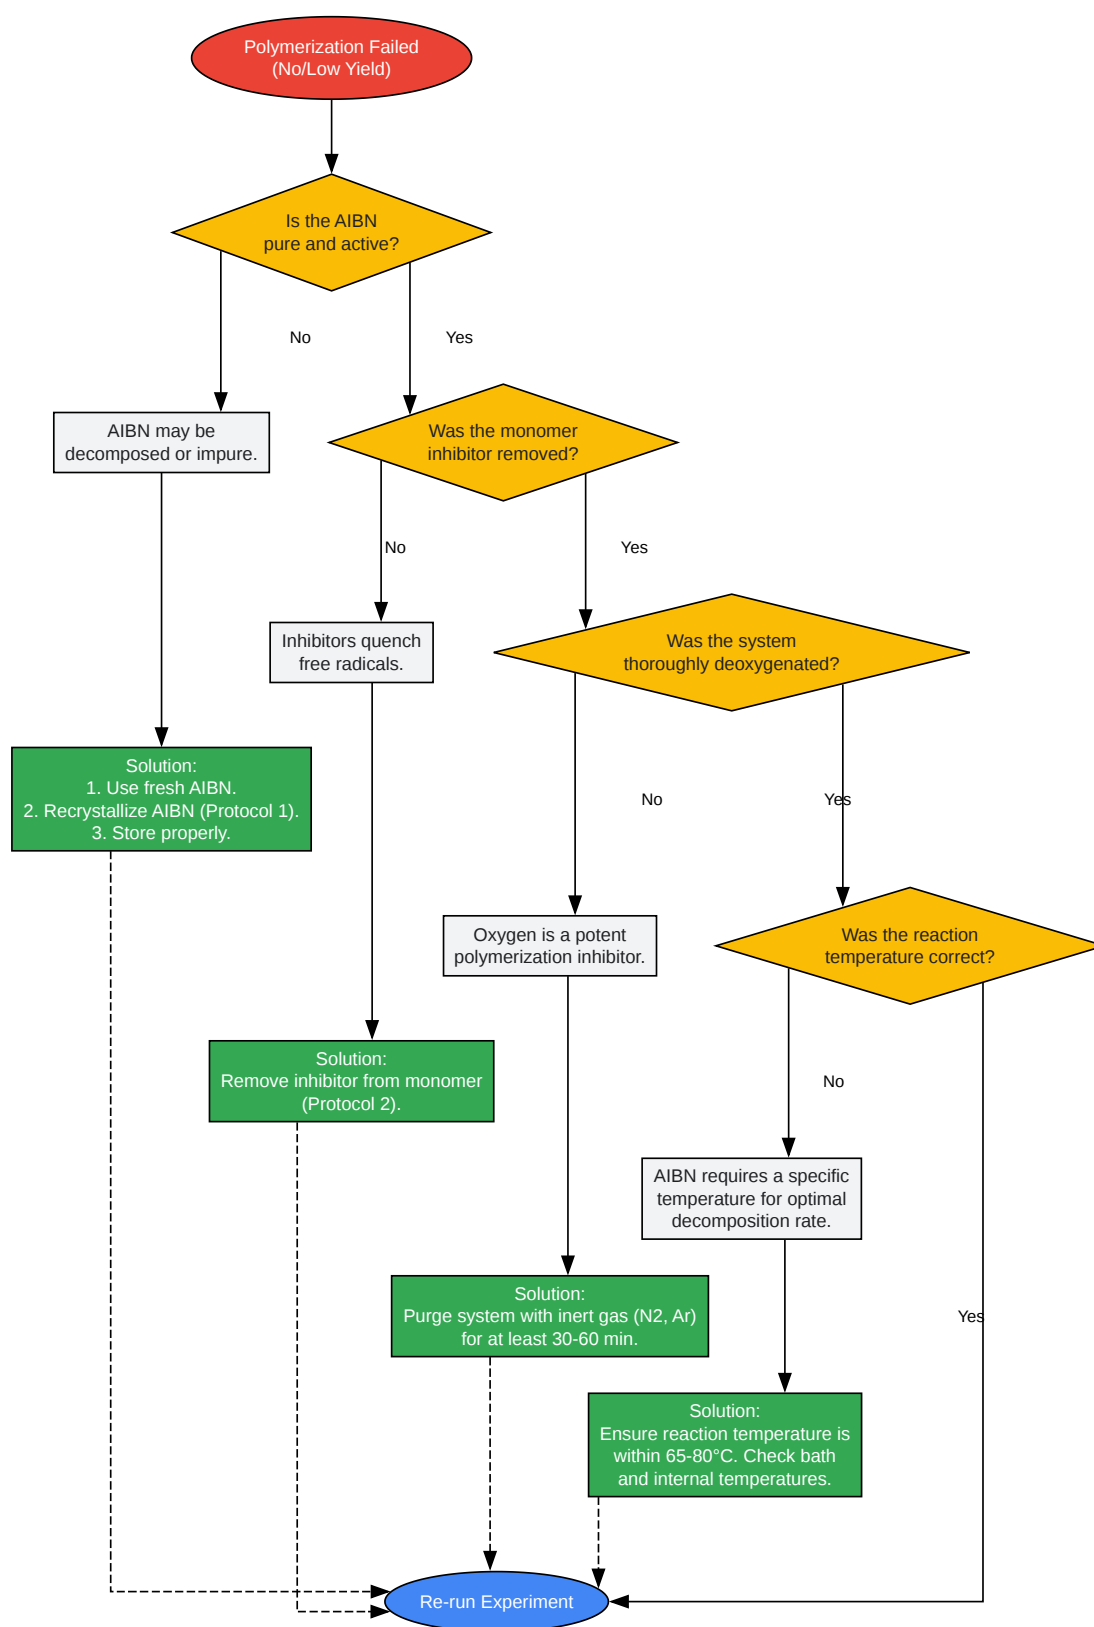 Polymerization Failed
(No/Low Yield)
Is the AIBN
pure and active?
No
Yes
AIBN may be
decomposed or impure.
Was the monomer
inhibitor removed?
No
Yes
Inhibitors quench
free radicals.
Was the system
thoroughly deoxygenated?
Solution:
1. Use fresh AIBN.
2. Recrystallize AIBN (Protocol 1).
3. Store properly.
No
Yes
Oxygen is a potent
polymerization inhibitor.
Was the reaction
temperature correct?
Solution:
Remove inhibitor from monomer
(Protocol 2).
No
AIBN requires a specific
temperature for optimal
decomposition rate.
Solution:
Purge system with inert gas (N2, Ar)
for at least 30-60 min.
Yes
Solution:
Ensure reaction temperature is
within 65-80°C. Check bath
and internal temperatures.
Re-run Experiment